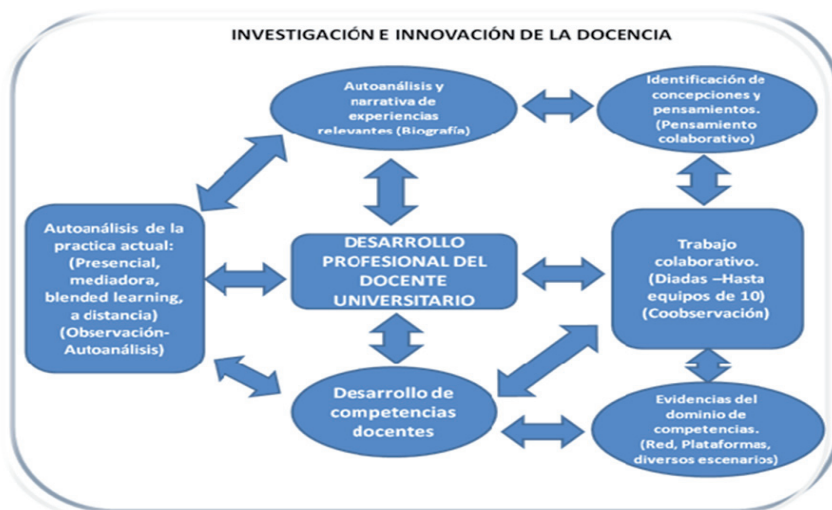 INVESTIGACIÓN E INNOVACIÓN DE LA DOCENCIA
Autoanálisis y
narrativa de
experiencias
relevantes (Biografía)
Identificación de
concepciones y
pensamientos.
(Pensamiento
colaborativo)
Autoanálisis de la
practica actual:
(Presencial,
mediadora,
blended learning,
a distancia)
(Observación-
Autoanálisis)
DESARROLLO
PROFESIONAL DEL
DOCENTE
UNIVERSITARIO
Trabajo
colaborativo.
(Diadas –Hasta
equipos de 10)
(Coobservación)
Desarrollo de
competencias
docentes
Evidencias del
dominio de
competencias.
(Red, Plataformas,
diversos escenarios)